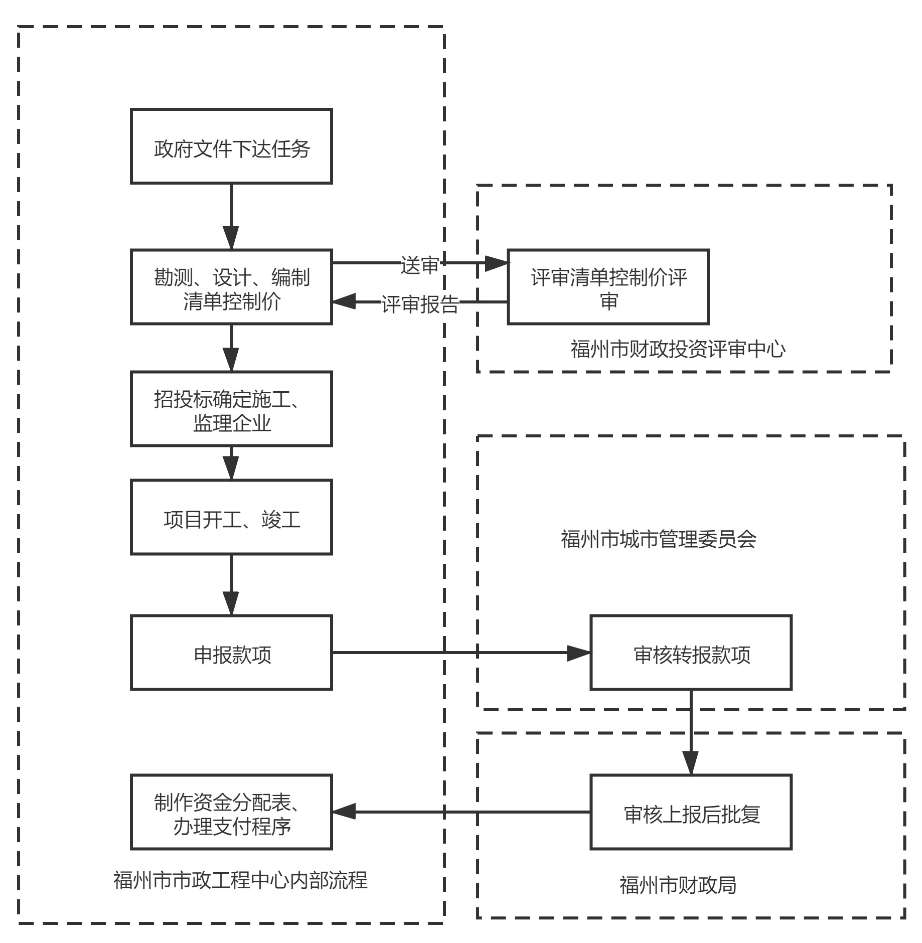 政府文件下达任务
勘测、设计、编制
清单控制价
送审
评审报告
评审清单控制价评
审
福州市财政投资评审中心
招投标确定施工、
监理企业
项目开工、竣工
福州市城市管理委员会
申报款项
审核转报款项
制作资金分配表、
办理支付程序
审核上报后批复
福州市市政工程中心内部流程
福州市财政局